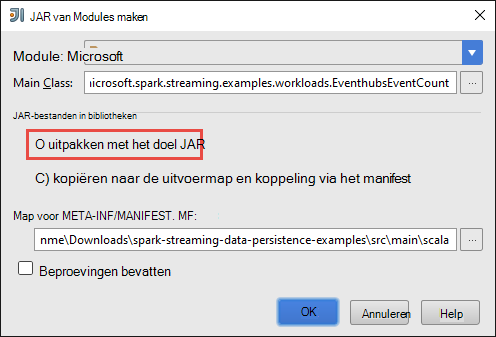 JAR van Modules maken
Module: Microsoft
Main Class: icrosoft.spark.streaming.examples.workloads.EventhubsEventCount ...
JAR-bestanden in bibliotheken
O uitpakken met het doel JAR
C) kopiëren naar de uitvoermap en koppeling via het manifest
Map voor META-INF/MANIFEST. MF:
nme\Downloads\spark-streaming-data-persistence-examples\src\main\scala ...
Beproevingen bevatten
OK Annuleren Help